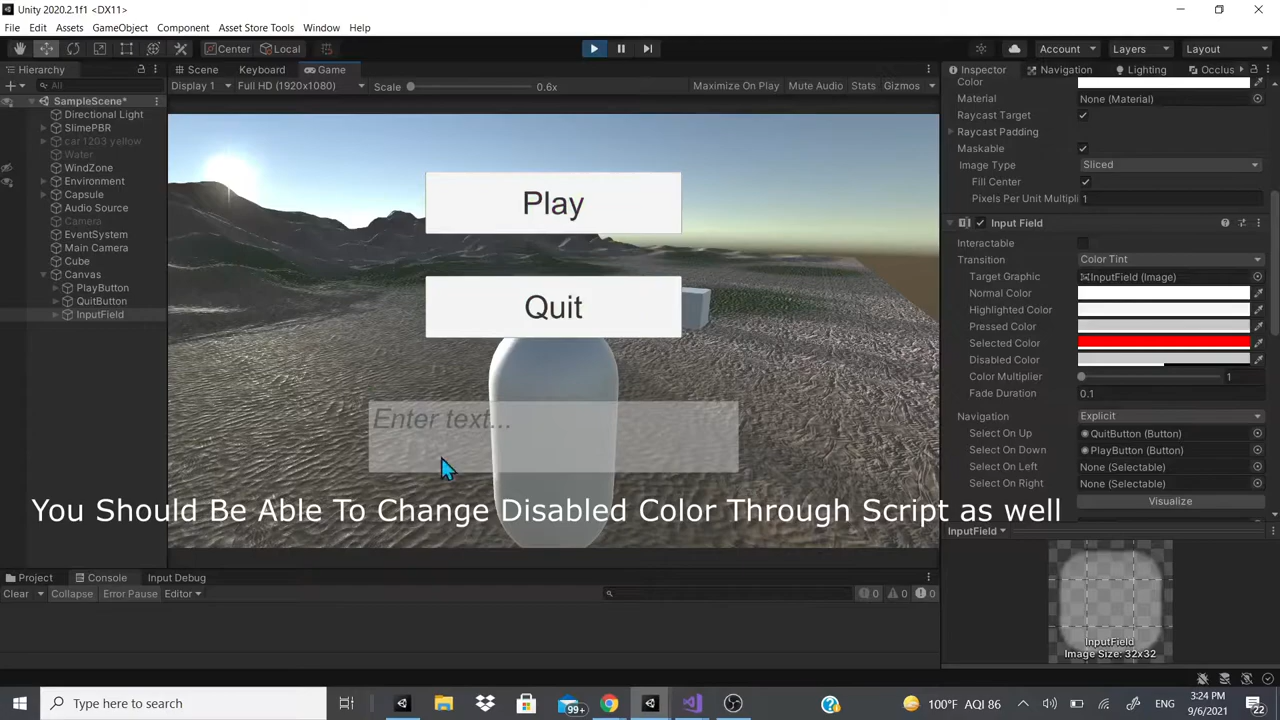 Unity 2020.2.1f1 <DX11>
File Edit Assets GameObject Component Asset Store Tools Window Help
Center Local Account Layers Layout
Hierarchy Scene Keyboard Game Inspector Navigation Lighting Occlus
All Display 1 Full HD (1920x1080) Scale 0.6x Maximize On Play Mute Audio Stats Gizmos
SampleScene*
Directional Light
SlimePBR
car 1203 yellow
Water
WindZone
Environment
Capsule
Audio Source
Camera
EventSystem
Main Camera
Cube
Canvas
PlayButton
QuitButton
InputField
Play
Quit
Enter text...
You Should Be Able To Change Disabled Color Through Script as well
Color
Material None (Material)
Raycast Target
Raycast Padding
Maskable
Image Type Sliced
Fill Center
Pixels Per Unit Multipli 1
Input Field
Interactable
Transition Color Tint
Target Graphic InputField (Image)
Normal Color
Highlighted Color
Pressed Color
Selected Color
Disabled Color
Color Multiplier 1
Fade Duration 0.1
Navigation Explicit
Select On Up QuitButton (Button)
Select On Down PlayButton (Button)
Select On Left None (Selectable)
Select On Right None (Selectable)
Visualize
InputField
InputField
Image Size: 32x32
Project Console Input Debug
Clear Collapse Error Pause Editor 0 0 0
Type here to search 99+ 100°F AQI 86 ENG 3:24 PM
9/6/2021 22